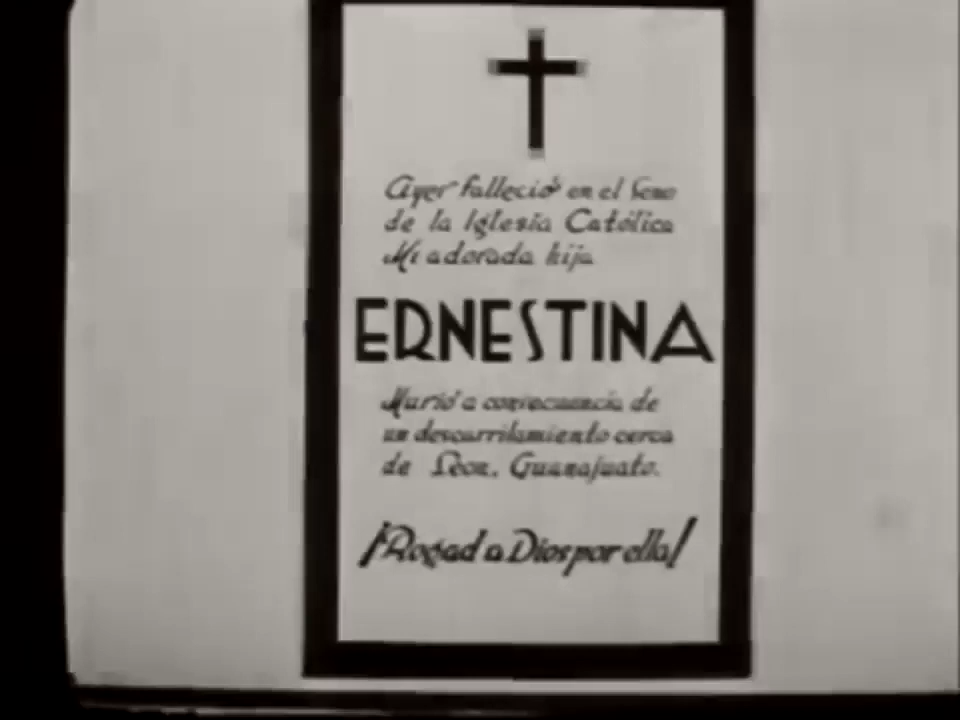 Ayer falleció en el Seno
de la Iglesia Católica
Mi adorada hija
ERNESTINA
Murió a consecuencia de
un descarrilamiento cerca
de León, Guanajuato.
¡Rogad a Dios por ella!